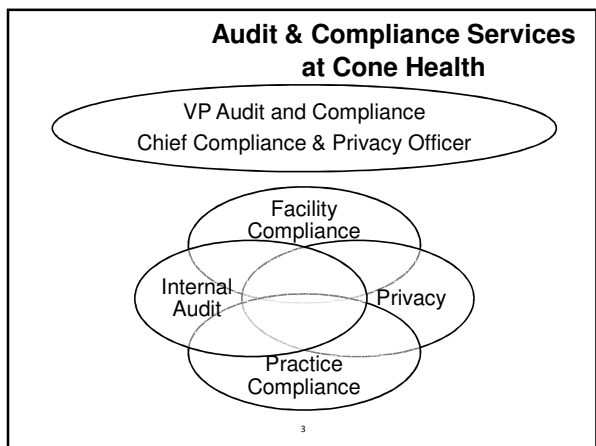 Audit & Compliance Services
at Cone Health
VP Audit and Compliance
Chief Compliance & Privacy Officer
Facility
Compliance
Internal
Audit
Privacy
Practice
Compliance
3